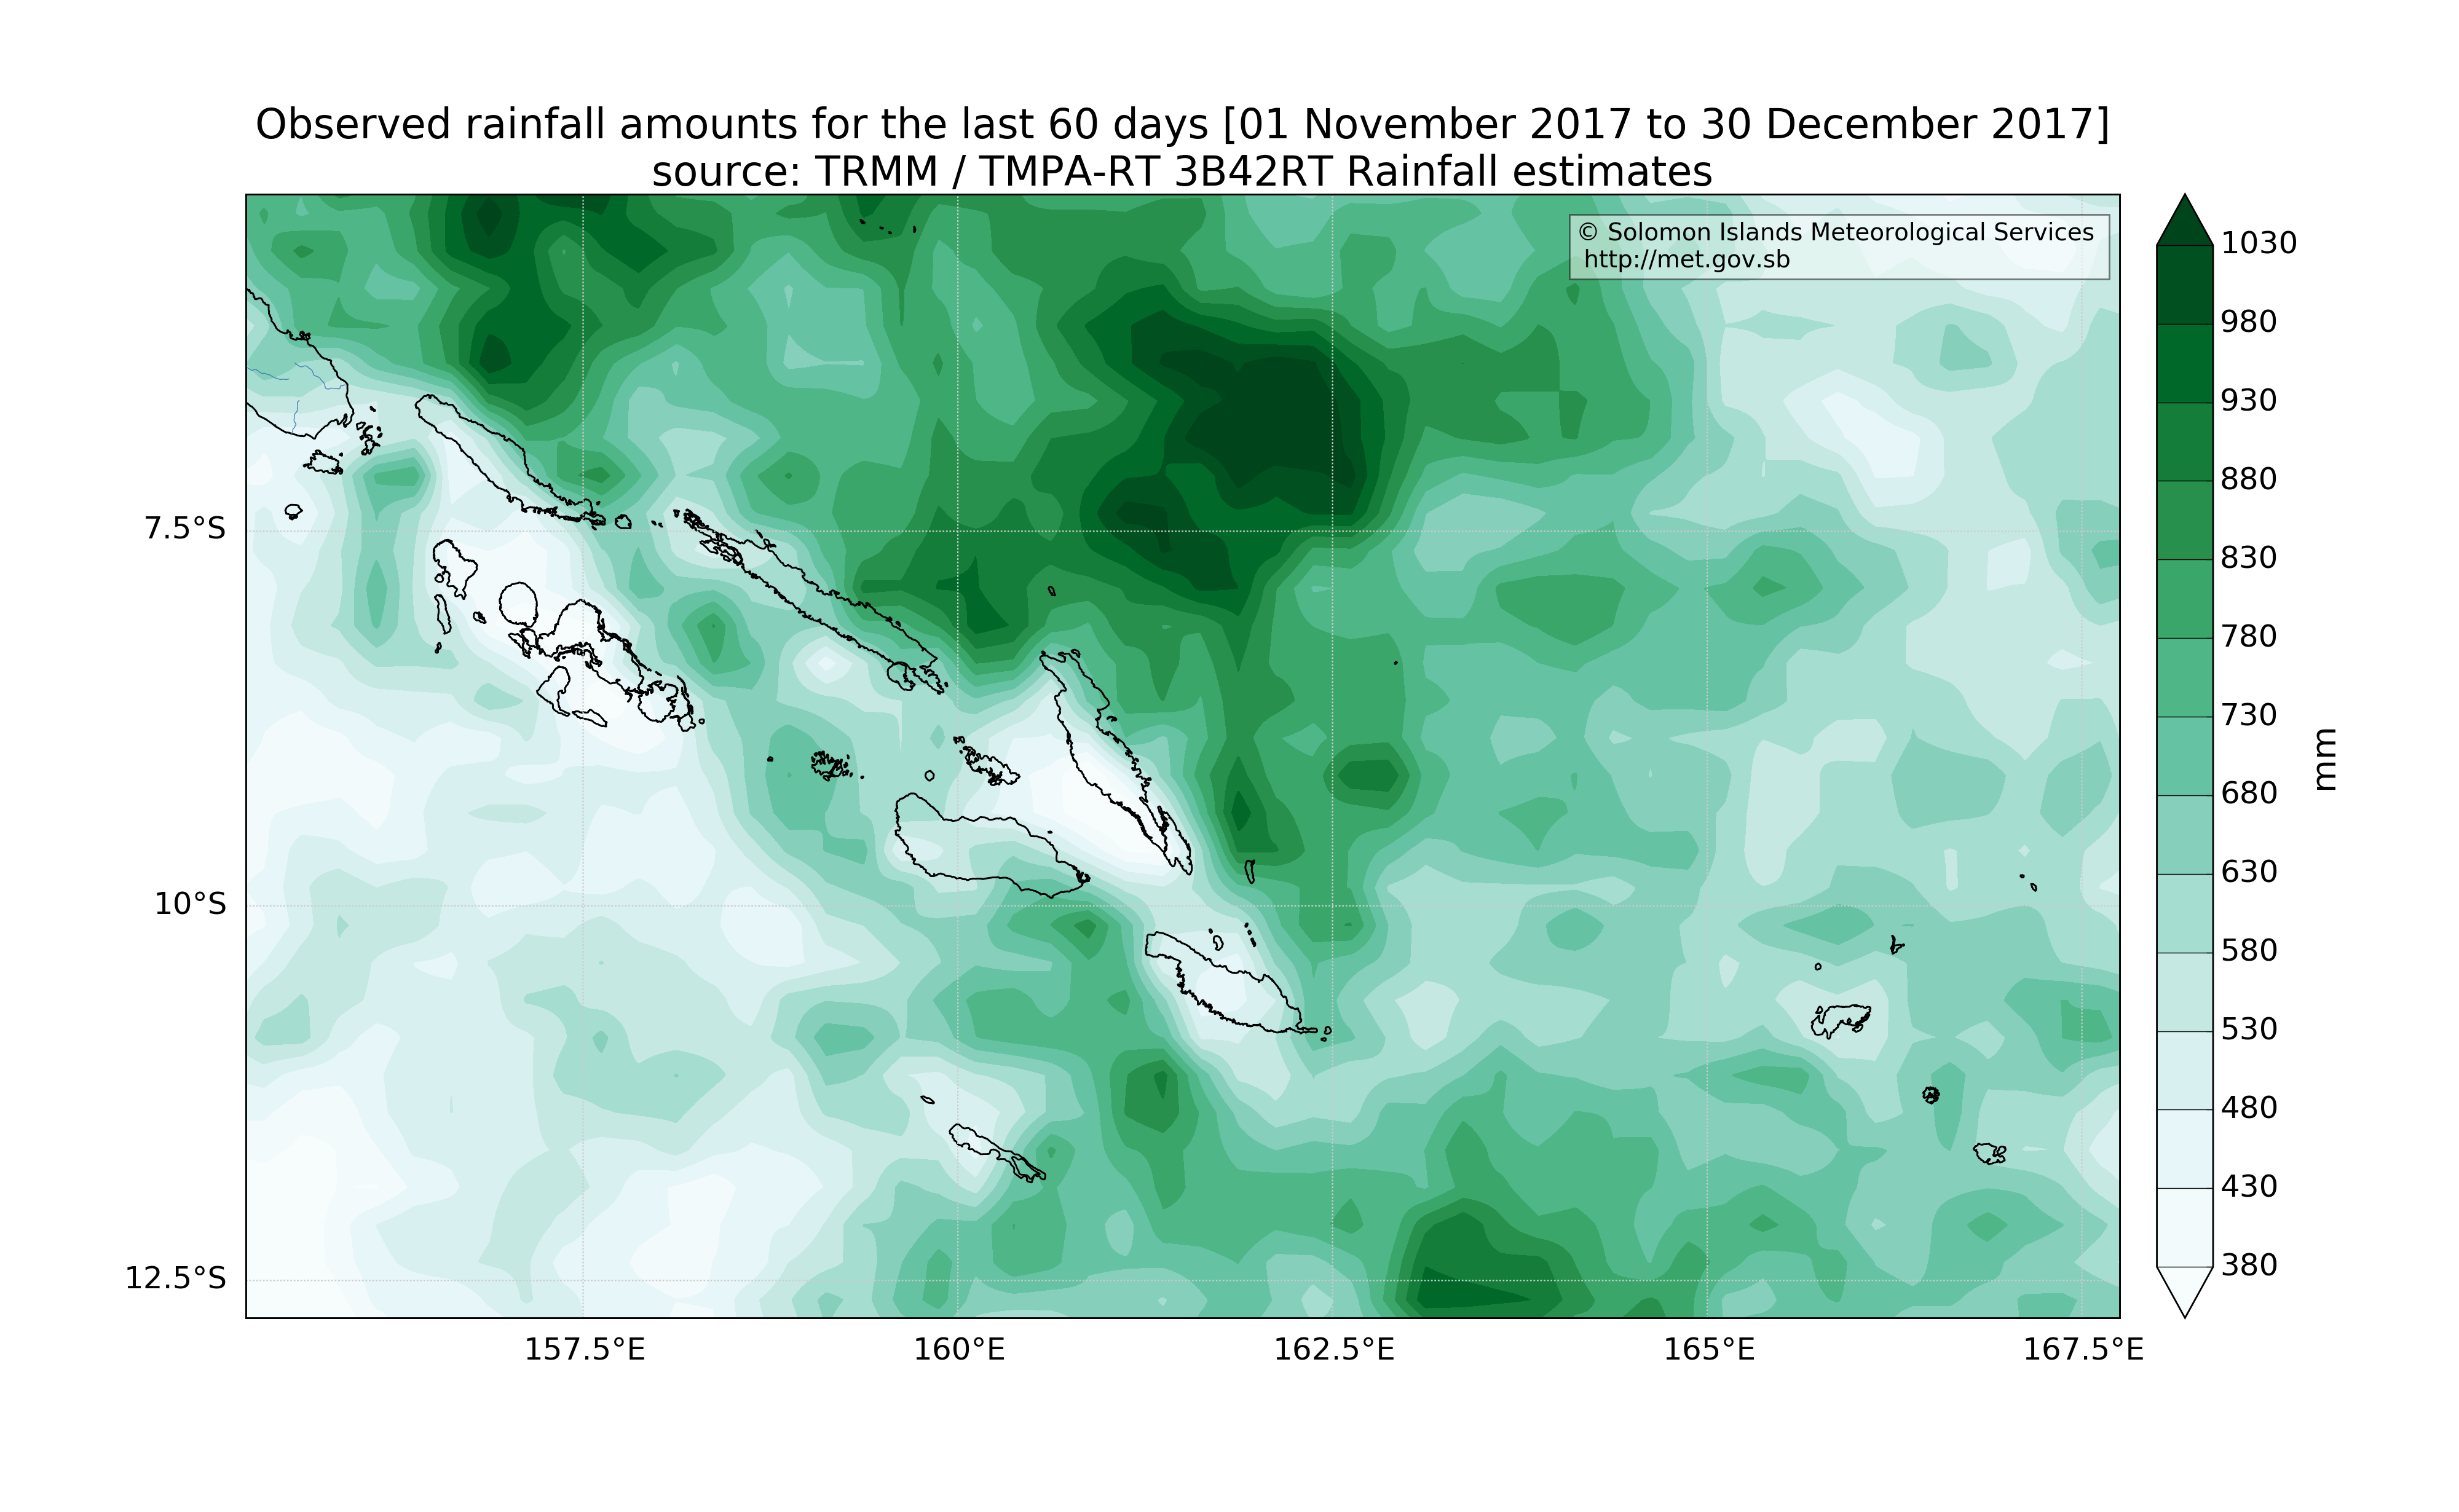 Observed rainfall amounts for the last 60 days [01 November 2017 to 30 December 2017]
source: TRMM / TMPA-RT 3B42RT Rainfall estimates
© Solomon Islands Meteorological Services
http://met.gov.sb
7.5°S
10°S
12.5°S
157.5°E
160°E
162.5°E
165°E
167.5°E
1030
980
930
880
830
780
730
680
630
580
530
480
430
380
mm